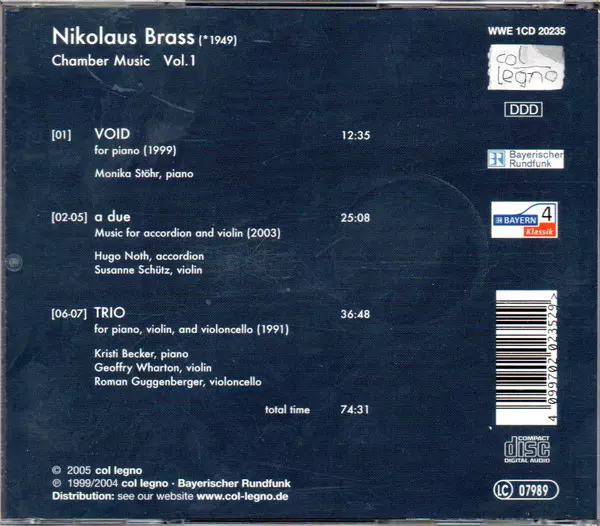 Nikolaus Brass (*1949)
Chamber Music Vol.1
WWE 1CD 20235
col
legno
DDD
[01] VOID 12:35
for piano (1999)
Monika Stöhr, piano
Bayerischer
Rundfunk
[02-05] a due 25:08
Music for accordion and violin (2003)
Hugo Noth, accordion
Susanne Schütz, violin
BAYERN 4
Klassik
[06-07] TRIO 36:48
for piano, violin, and violoncello (1991)
Kristi Becker, piano
Geoffry Wharton, violin
Roman Guggenberger, violoncello
total time 74:31
4 099702 023529>
COMPACT
disc
DIGITAL AUDIO
© 2005 col legno
℗ 1999/2004 col legno · Bayerischer Rundfunk
Distribution: see our website www.col-legno.de
LC 07989